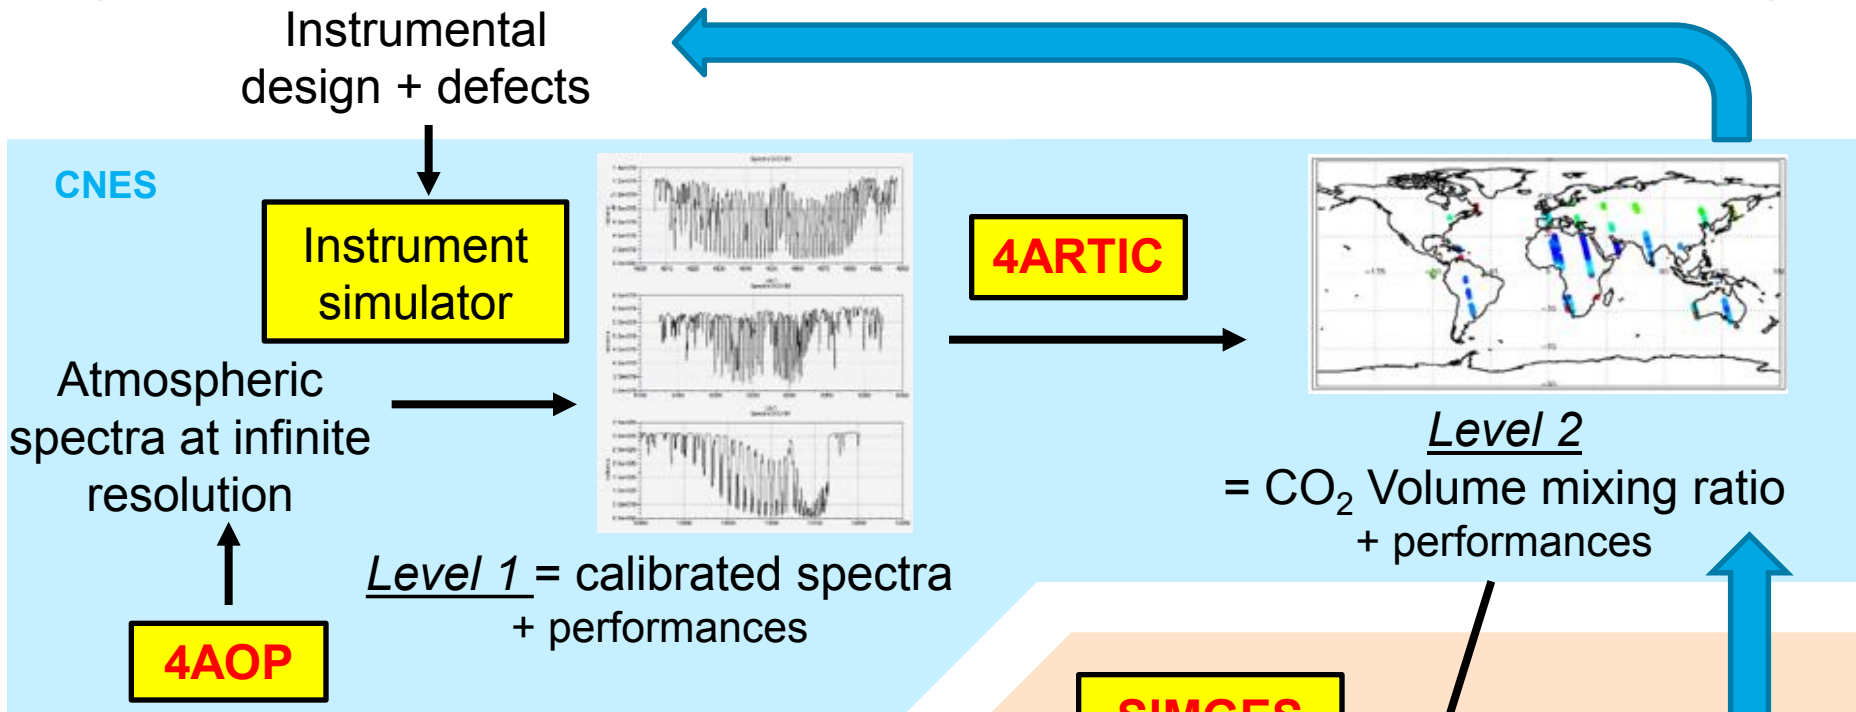 Instrumental
design + defects
CNES
Instrument
simulator
4ARTIC
Atmospheric
spectra at infinite
resolution
Level 2
= CO₂ Volume mixing ratio
+ performances
Level 1 = calibrated spectra
+ performances
4AOP
SIMGES